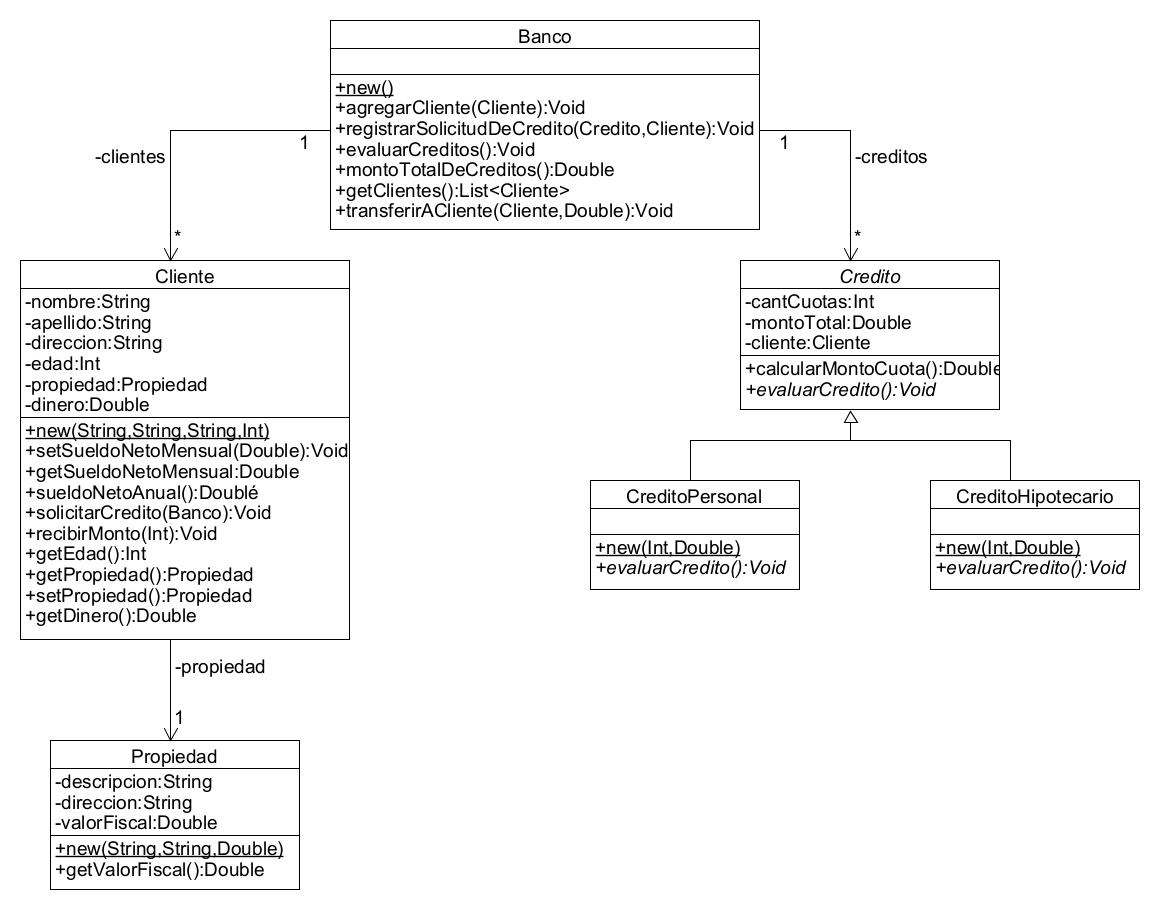 Banco
+new()
+agregarCliente(Cliente):Void
+registrarSolicitudDeCredito(Credito,Cliente):Void
+evaluarCreditos():Void
+montoTotalDeCreditos():Double
+getClientes():List<Cliente>
+transferirACliente(Cliente,Double):Void
1
-clientes
*
1
-creditos
*
Cliente
-nombre:String
-apellido:String
-direccion:String
-edad:Int
-propiedad:Propiedad
-dinero:Double
+new(String,String,String,Int)
+setSueldoNetoMensual(Double):Void
+getSueldoNetoMensual:Double
+sueldoNetoAnual():Doublé
+solicitarCredito(Banco):Void
+recibirMonto(Int):Void
+getEdad():Int
+getPropiedad():Propiedad
+setPropiedad():Propiedad
+getDinero():Double
Credito
-cantCuotas:Int
-montoTotal:Double
-cliente:Cliente
+calcularMontoCuota():Double
+evaluarCredito():Void
CreditoPersonal
+new(Int,Double)
+evaluarCredito():Void
CreditoHipotecario
+new(Int,Double)
+evaluarCredito():Void
-propiedad
1
Propiedad
-descripcion:String
-direccion:String
-valorFiscal:Double
+new(String,String,Double)
+getValorFiscal():Double